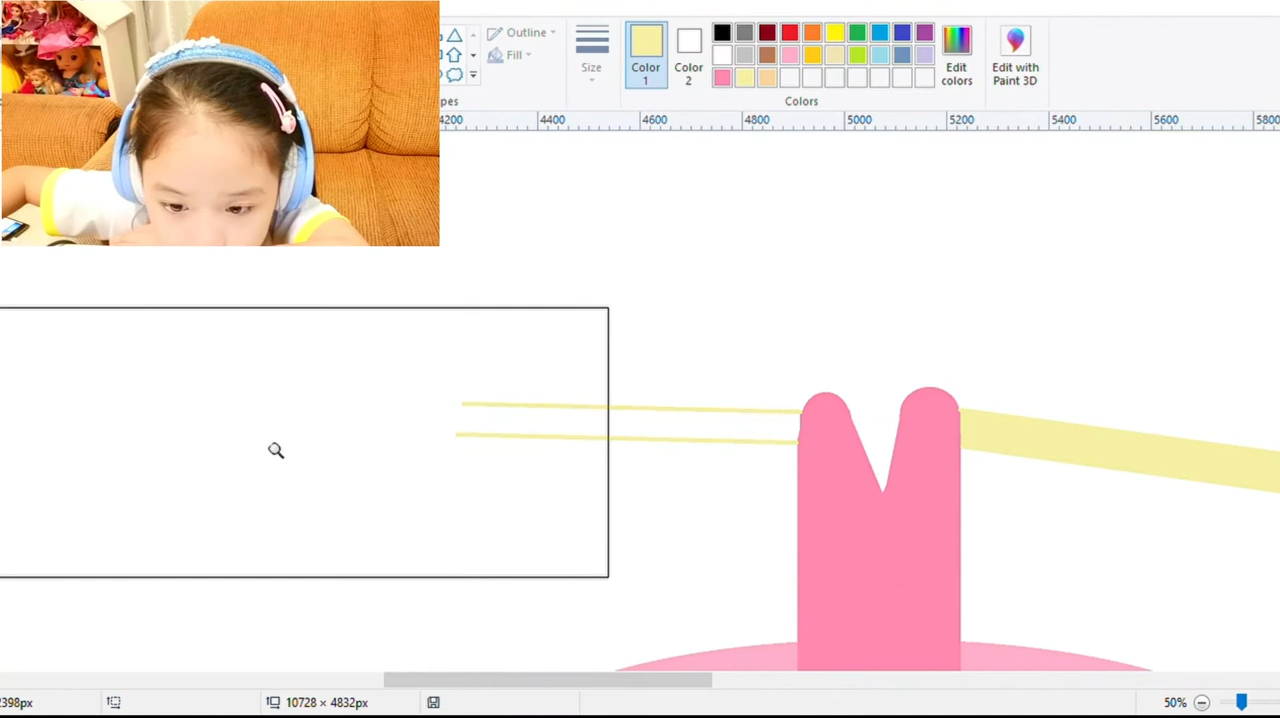 Outline
Fill
pes
Size
Color
1
Color
2
Edit
colors
Edit with
Paint 3D
Colors
4200 4400 4600 4800 5000 5200 5400 5600 5800
2398px
10728 × 4832px
50%